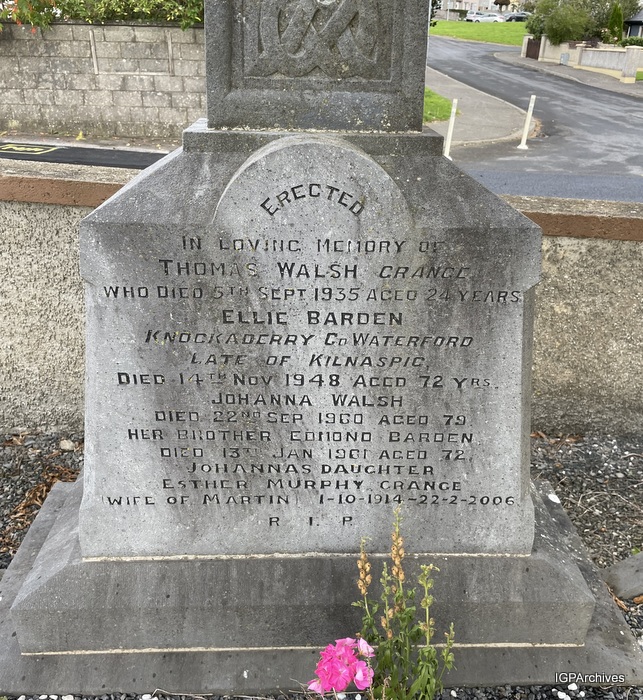 ERECTED
IN LOVING MEMORY OF
THOMAS WALSH GRANGE
WHO DIED 5TH SEPT 1935 AGED 24 YEARS
ELLIE BARDEN
KNOCKADERRY Co WATERFORD
LATE OF KILNASPIC,
DIED 14TH NOV 1948 AGED 72 YRS.
JOHANNA WALSH
DIED 22ND SEP 1960 AGED 79.
HER BROTHER EDMOND BARDEN.
DIED 13TH JAN 1961 AGED 72.
JOHANNAS DAUGHTER
ESTHER MURPHY GRANGE
(WIFE OF MARTIN) 1-10-1914-22-2-2006
R. I. P.
IGPArchives